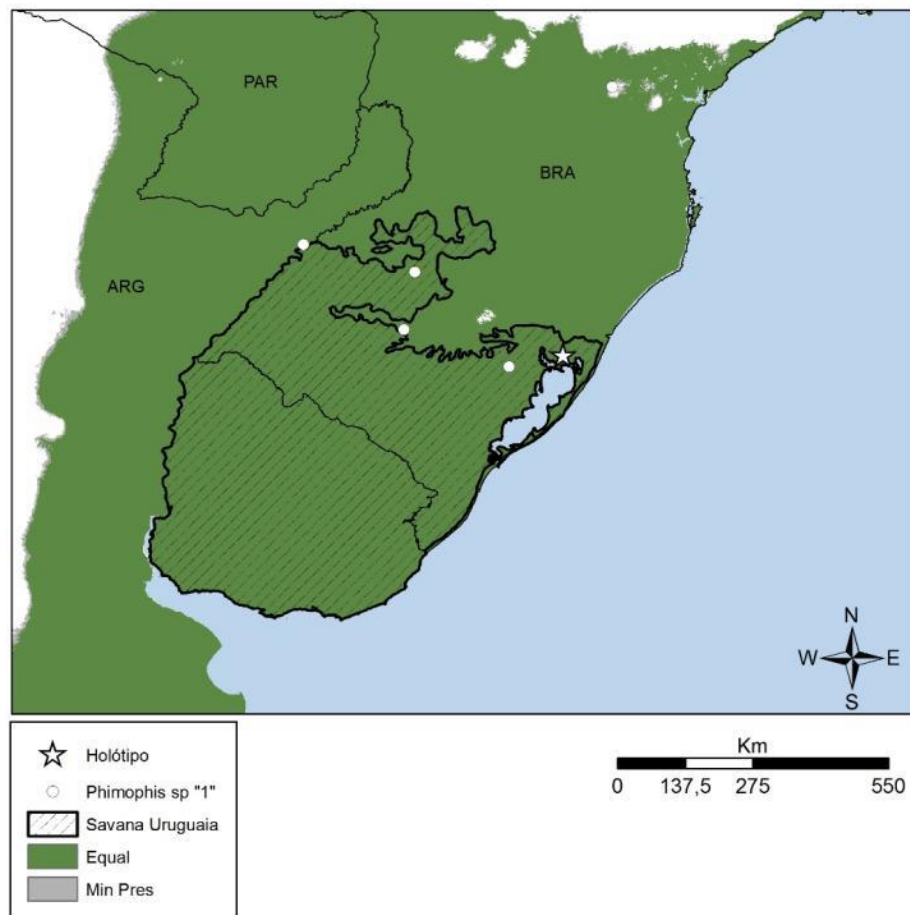 PAR
BRA
ARG
N
W E
S
Holótipo
Phimophis sp "1"
Savana Uruguaia
Equal
Min Pres
Km
0 137,5 275 550